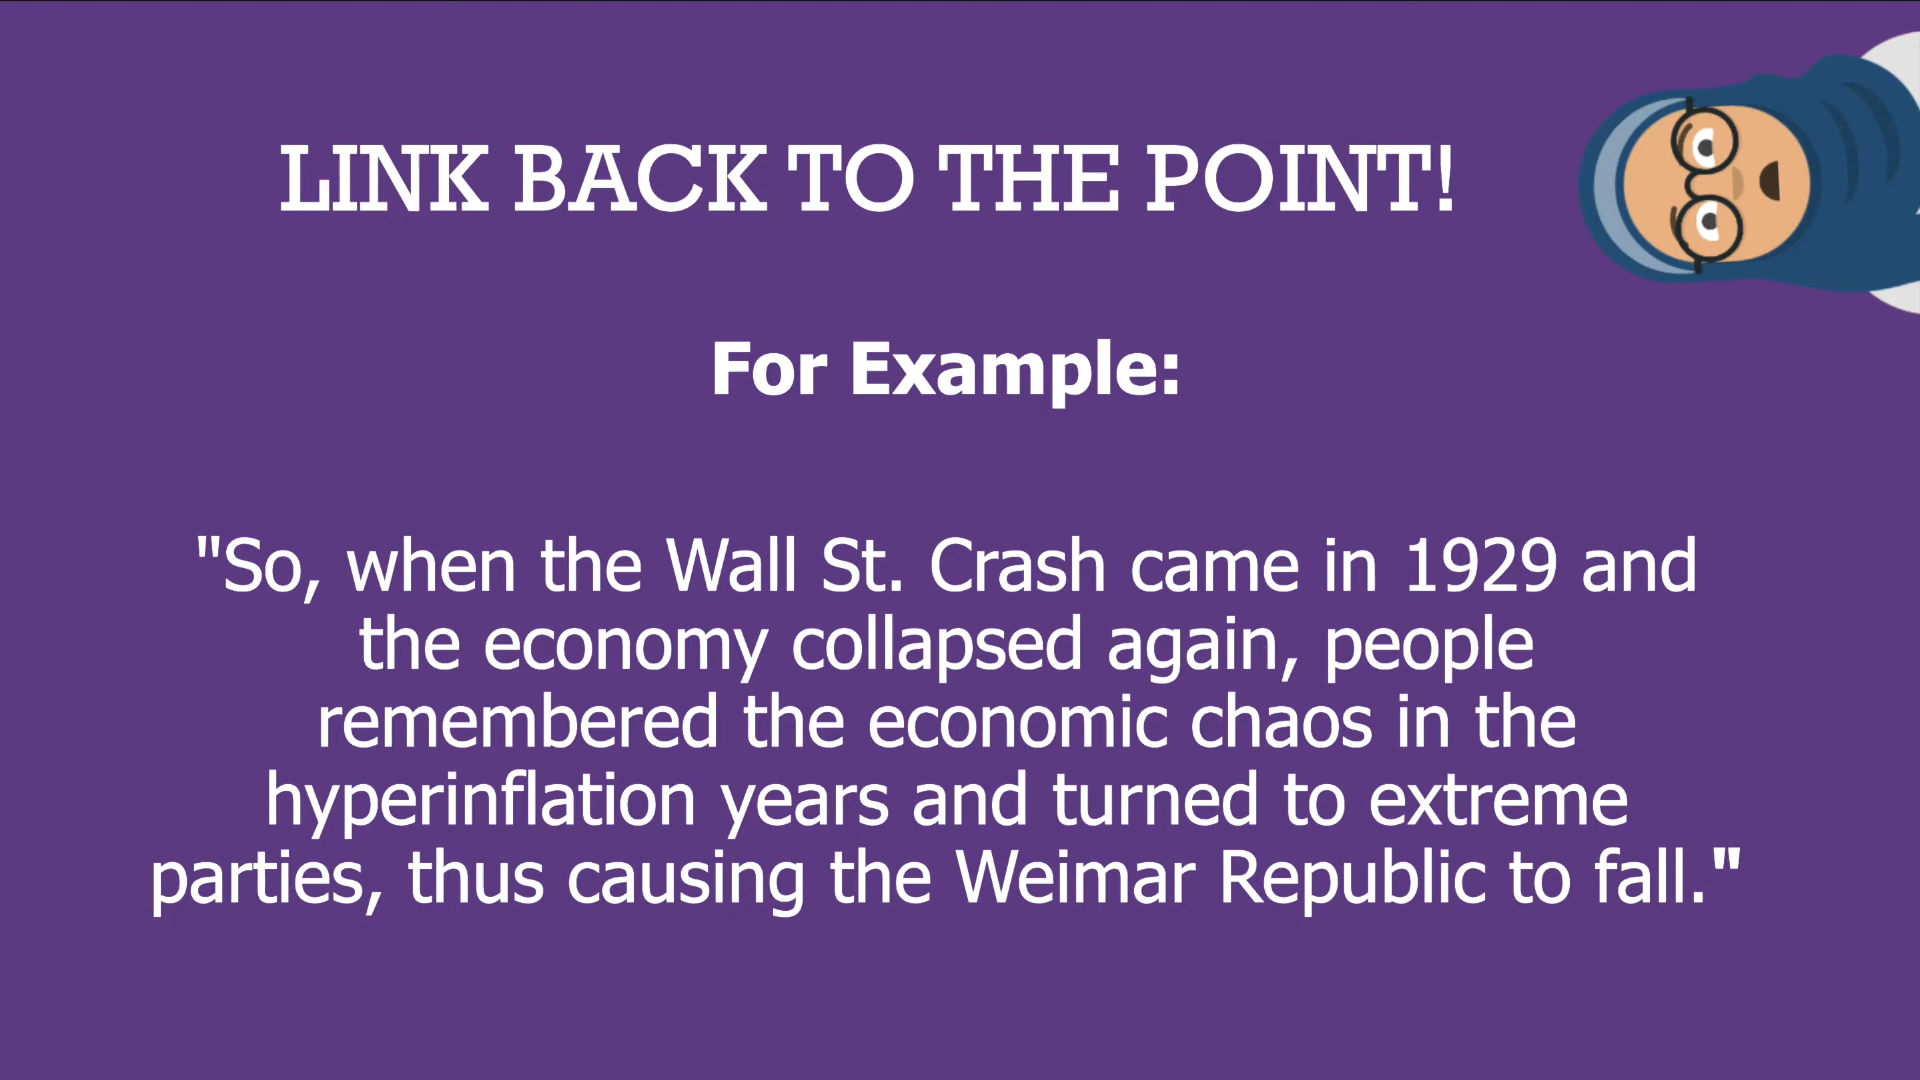 LINK BACK TO THE POINT!
For Example:
"So, when the Wall St. Crash came in 1929 and
the economy collapsed again, people
remembered the economic chaos in the
hyperinflation years and turned to extreme
parties, thus causing the Weimar Republic to fall."